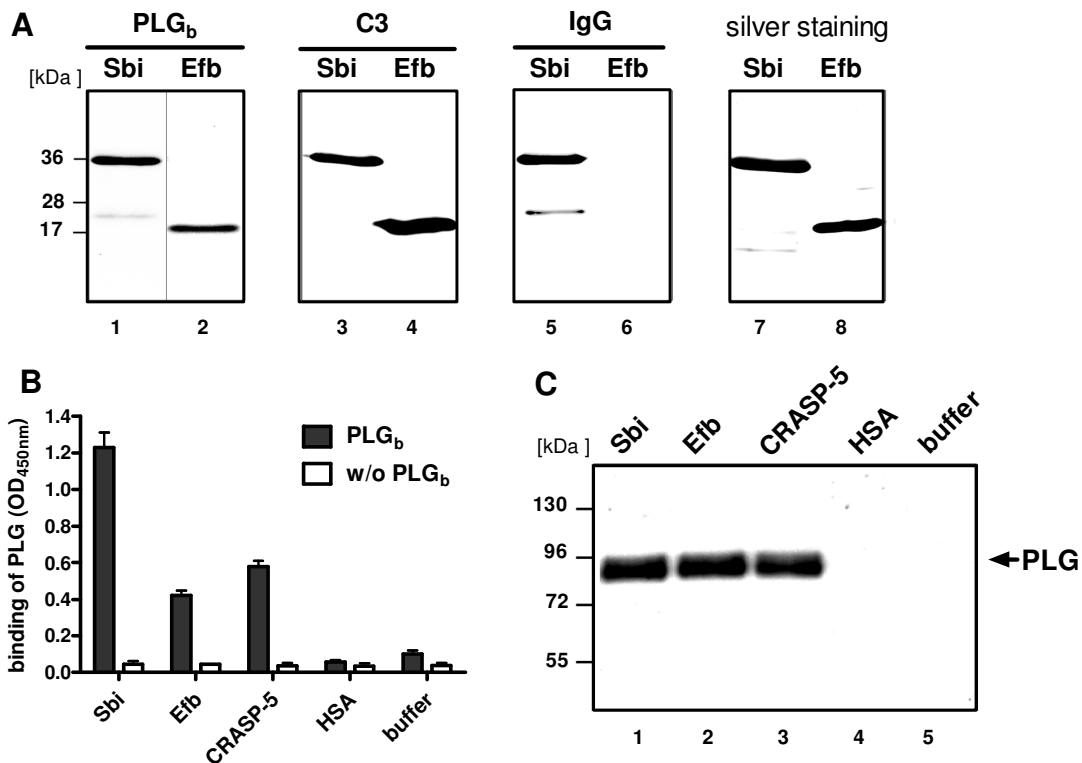 A
PLGb C3 IgG silver staining
[kDa] Sbi Efb Sbi Efb Sbi Efb Sbi Efb
36
28
17
1 2 3 4 5 6 7 8
B
binding of PLG (OD450nm)
1.4
1.2
1.0
0.8
0.6
0.4
0.2
0.0
PLGb
w/o PLGb
Sbi Efb CRASP-5 HSA buffer
C
[kDa] Sbi Efb CRASP-5 HSA buffer
130
96
72
55
PLG
1 2 3 4 5